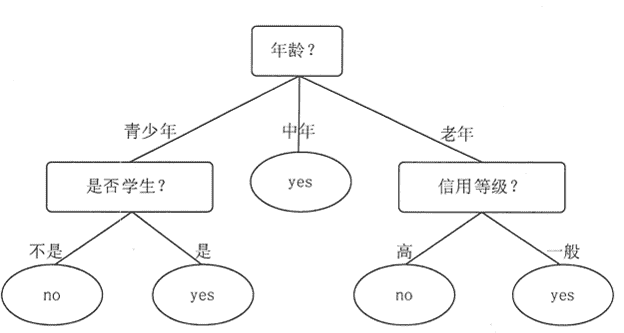 年龄？
青少年
中年
老年
是否学生？
yes
信用等级？
不是
是
高
一般
no
yes
no
yes